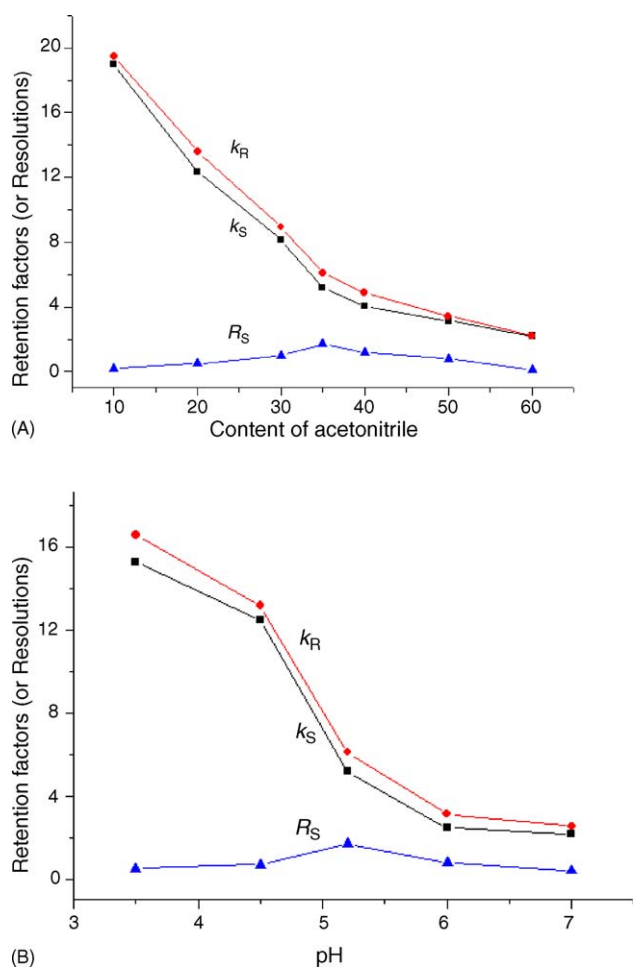 20
16
12
8
4
0
Retention factors (or Resolutions)
kR
kS
RS
10 20 30 40 50 60
(A) Content of acetonitrile
16
12
8
4
0
Retention factors (or Resolutions)
kR
kS
RS
3 4 5 6 7
(B) pH